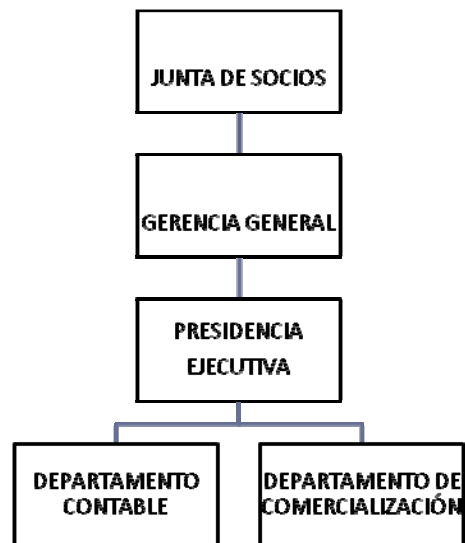 JUNTA DE SOCIOS
GERENCIA GENERAL
PRESIDENCIA
EJECUTIVA
DEPARTAMENTO
CONTABLE
DEPARTAMENTO DE
COMERCIALIZACIÓN